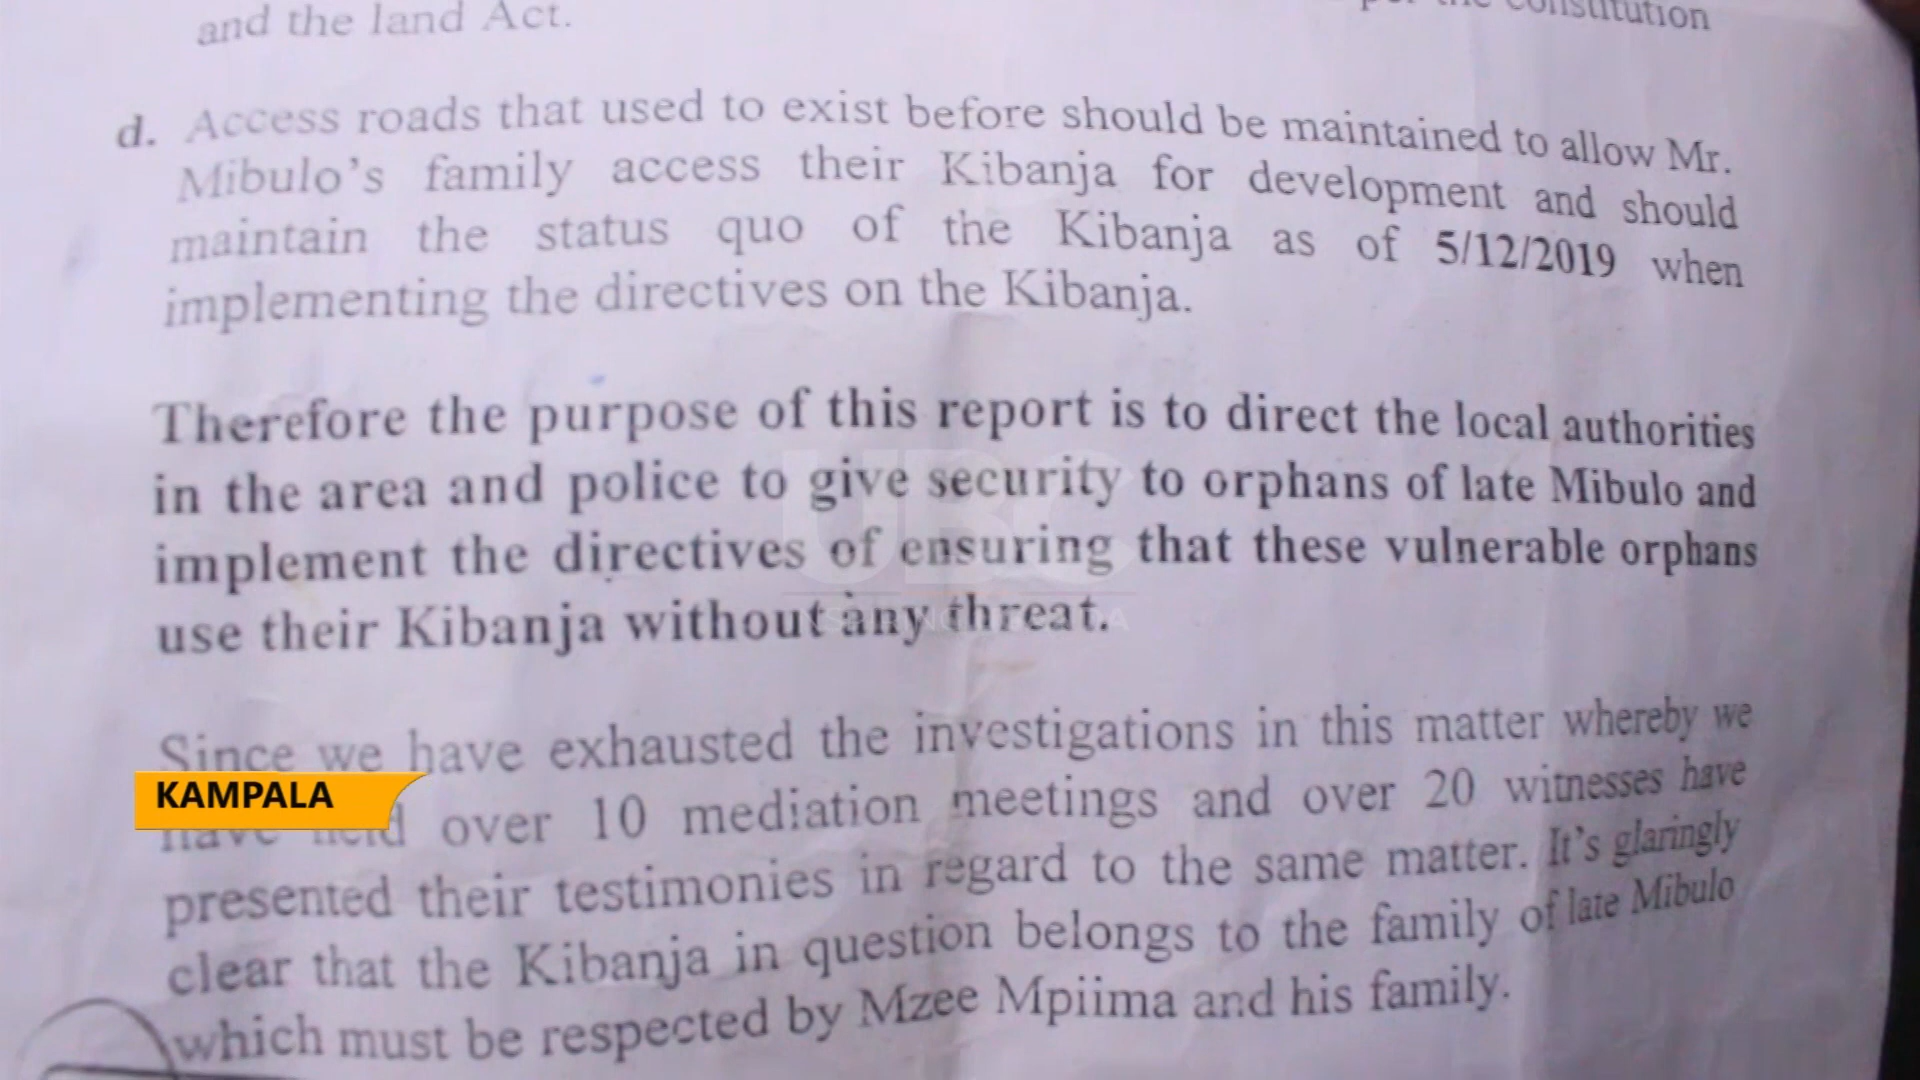 per the constitution
and the land Act.
d. Access roads that used to exist before should be maintained to allow Mr.
Mibulo's family access their Kibanja for development and should
maintain the status quo of the Kibanja as of 5/12/2019 when
implementing the directives on the Kibanja.
Therefore the purpose of this report is to direct the local authorities
in the area and police to give security to orphans of late Mibulo and
implement the directives of ensuring that these vulnerable orphans
use their Kibanja without any threat.
UBC
Since we have exhausted the investigations in this matter whereby we
KAMPALA
have held over 10 mediation meetings and over 20 witnesses have
presented their testimonies in regard to the same matter. It's glaringly
clear that the Kibanja in question belongs to the family of late Mibulo
which must be respected by Mzee Mpiima and his family.